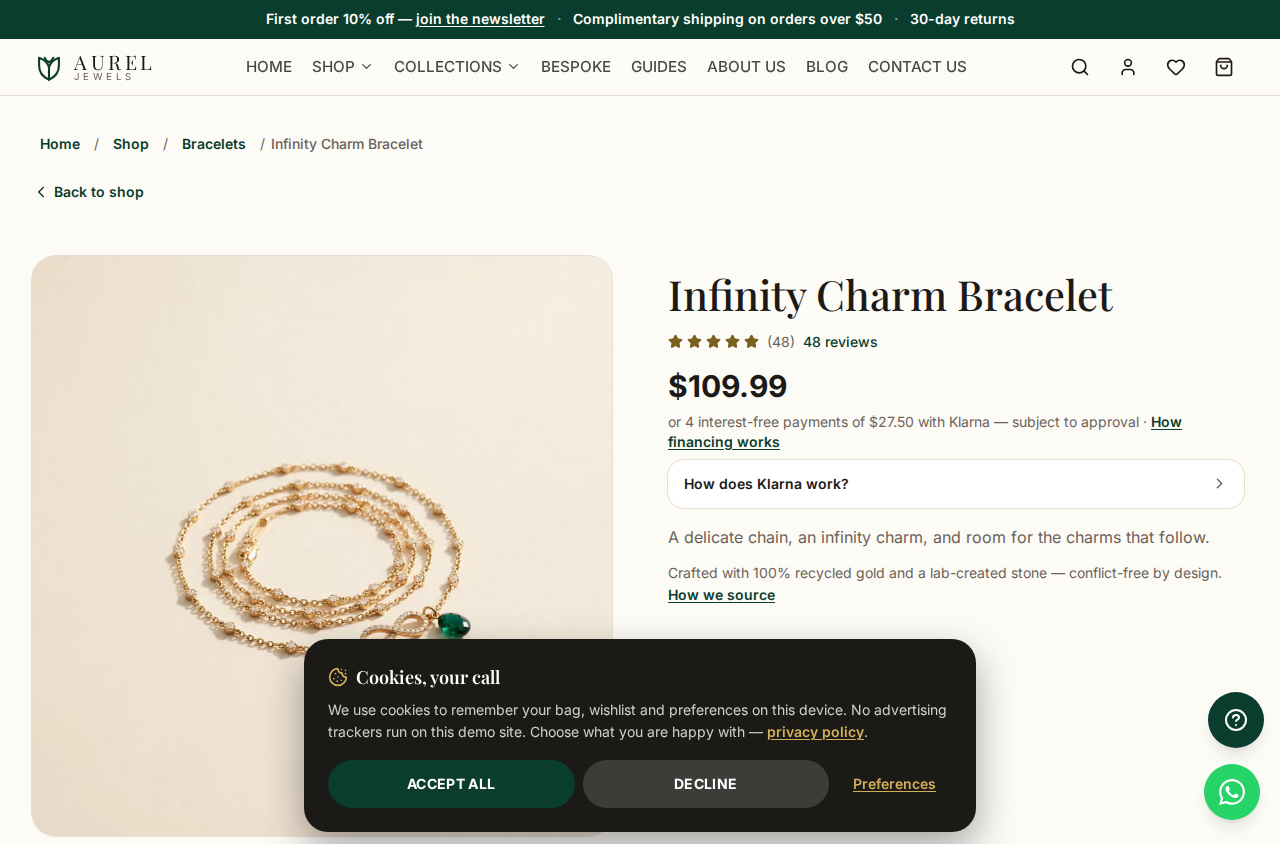 First order 10% off — join the newsletter · Complimentary shipping on orders over $50 · 30-day returns
AUREL
JEWELS
HOME SHOP COLLECTIONS BESPOKE GUIDES ABOUT US BLOG CONTACT US
Home / Shop / Bracelets / Infinity Charm Bracelet
Back to shop
Infinity Charm Bracelet
(48) 48 reviews
$109.99
or 4 interest-free payments of $27.50 with Klarna — subject to approval · How
financing works
How does Klarna work?
A delicate chain, an infinity charm, and room for the charms that follow.
Crafted with 100% recycled gold and a lab-created stone — conflict-free by design.
How we source
Cookies, your call
We use cookies to remember your bag, wishlist and preferences on this device. No advertising
trackers run on this demo site. Choose what you are happy with — privacy policy.
ACCEPT ALL DECLINE Preferences